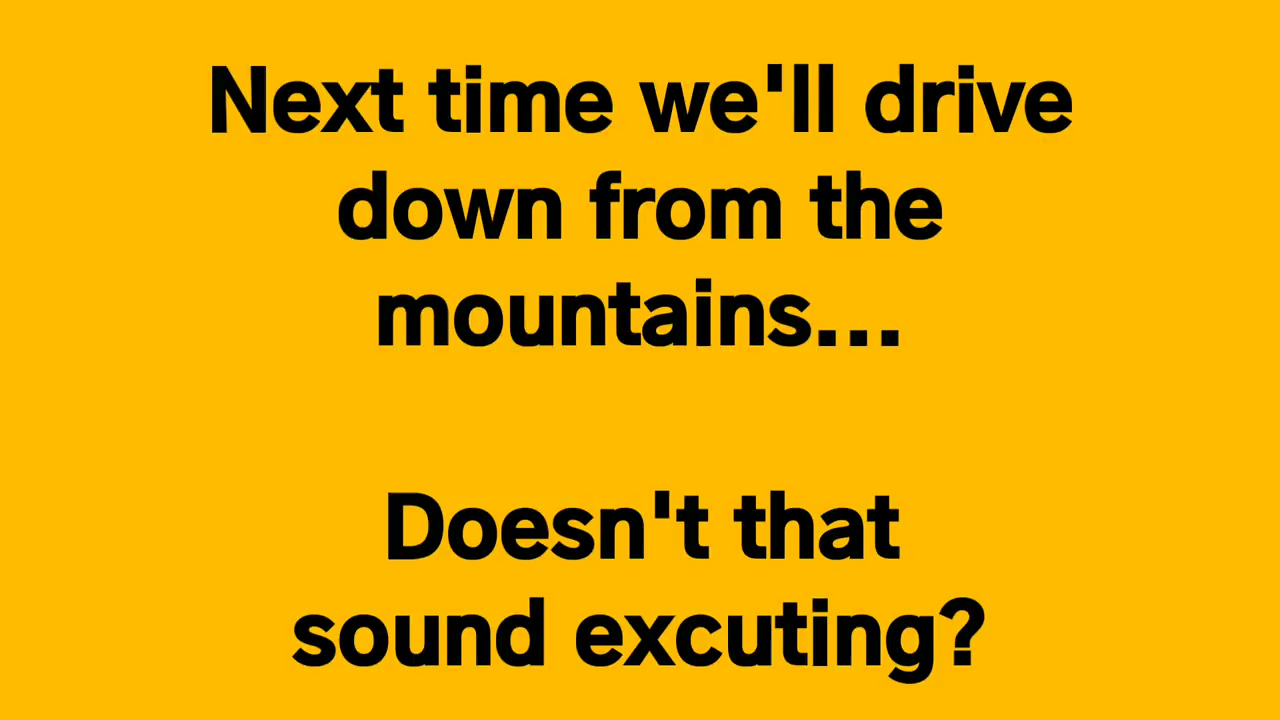 Next time we'll drive
down from the
mountains...
Doesn't that
sound excuting?